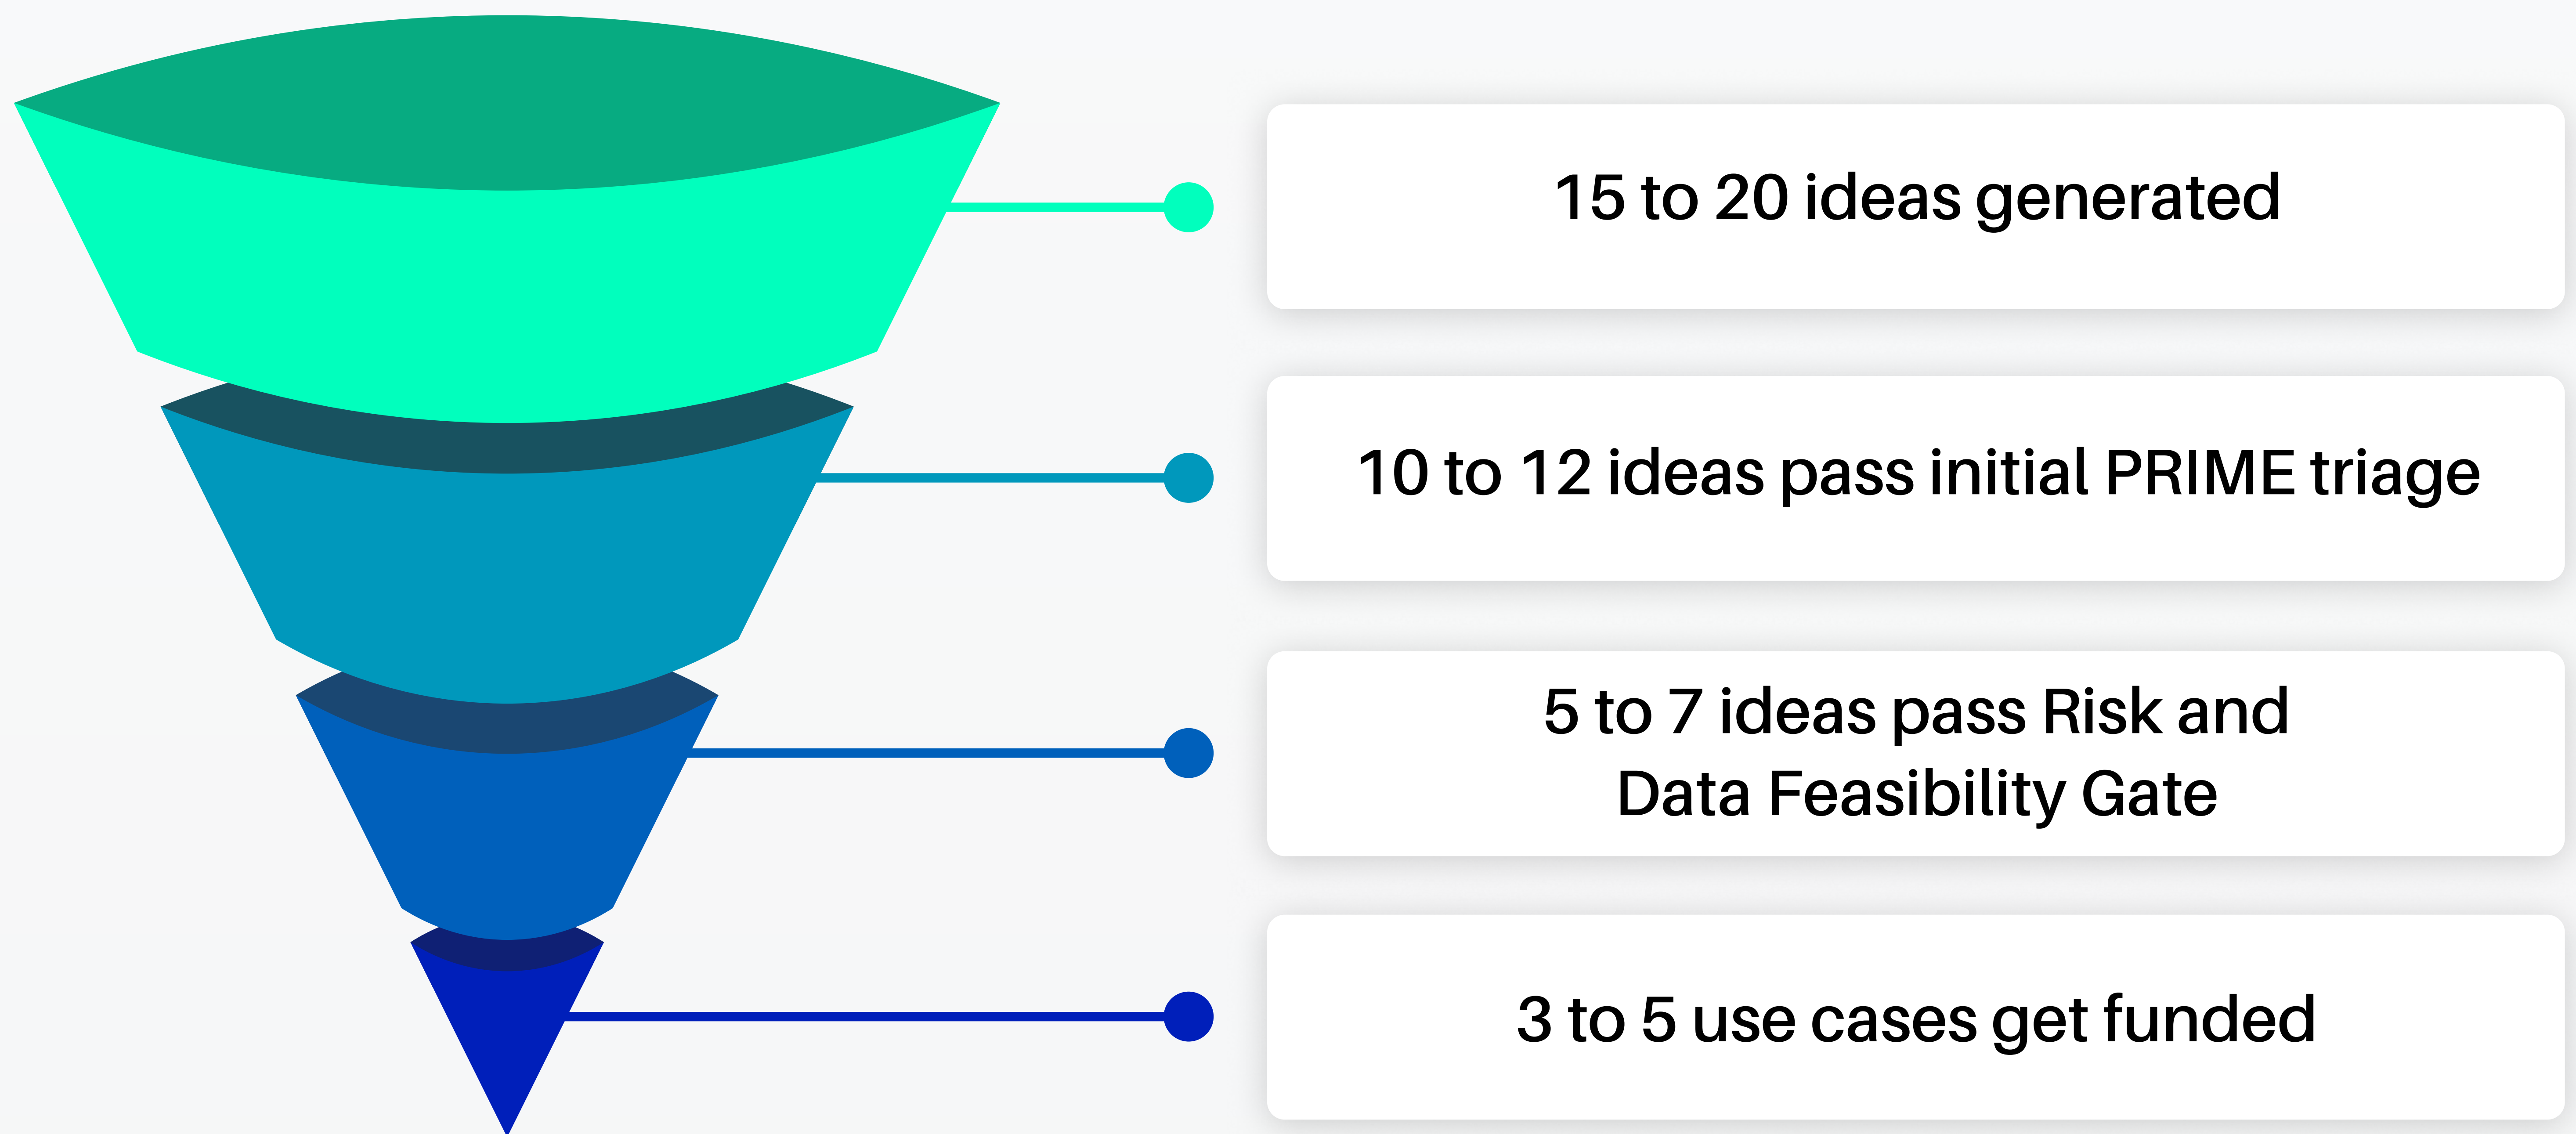 15 to 20 ideas generated
10 to 12 ideas pass initial PRIME triage
5 to 7 ideas pass Risk and
Data Feasibility Gate
3 to 5 use cases get funded